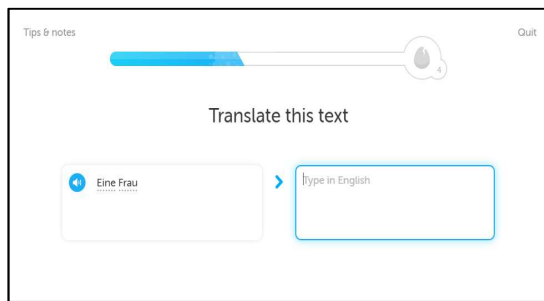 Tips & notes
Quit
4
Translate this text
Eine Frau
Type in English